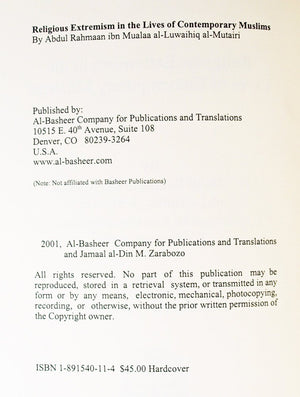 Religious Extremism in the Lives of Contemporary Muslims
By Abdul Rahmaan ibn Mualaa al-Luwaihiq al-Mutairi
Published by:
Al-Basheer Company for Publications and Translations
10515 E. 40th Avenue, Suite 108
Denver, CO 80239-3264
U.S.A.
www.al-basheer.com
(Note: Not affiliated with Basheer Publications)
2001, Al-Basheer Company for Publications and Translations
and Jamaal al-Din M. Zarabozo
All rights reserved. No part of this publication may be
reproduced, stored in a retrieval system, or transmitted in any
form or by any means, electronic, mechanical, photocopying,
recording, or otherwise, without the prior written permission of
the Copyright owner.
ISBN 1-891540-11-4 $45.00 Hardcover